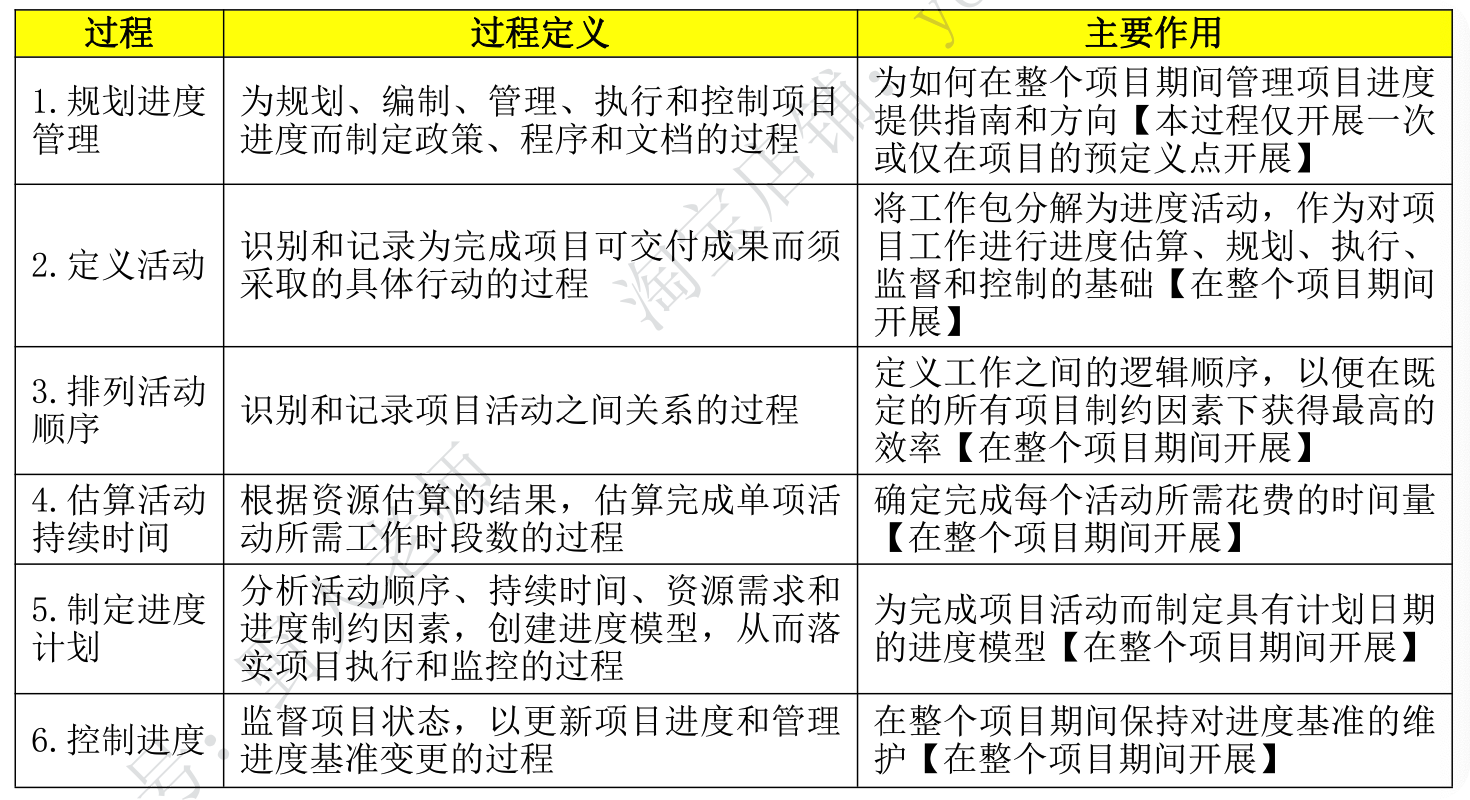 过程
过程定义
主要作用
1.规划进度
管理
为规划、编制、管理、执行和控制项目
进度而制定政策、程序和文档的过程
为如何在整个项目期间管理项目进度
提供指南和方向【本过程仅开展一次
或仅在项目的预定义点开展】
2.定义活动
识别和记录为完成项目可交付成果而须
采取的具体行动的过程
将工作包分解为进度活动，作为对项
目工作进行进度估算、规划、执行、
监督和控制的基础【在整个项目期间
开展】
3.排列活动
顺序
识别和记录项目活动之间关系的过程
定义工作之间的逻辑顺序，以便在既
定的所有项目制约因素下获得最高的
效率【在整个项目期间开展】
4.估算活动
持续时间
根据资源估算的结果，估算完成单项活
动所需工作时段数的过程
确定完成每个活动所需花费的时间量
【在整个项目期间开展】
5.制定进度
计划
分析活动顺序、持续时间、资源需求和
进度制约因素，创建进度模型，从而落
实项目执行和监控的过程
为完成项目活动而制定具有计划日期
的进度模型【在整个项目期间开展】
6.控制进度
监督项目状态，以更新项目进度和管理
进度基准变更的过程
在整个项目期间保持对进度基准的维
护【在整个项目期间开展】
淘宝店铺：
号：野人老师